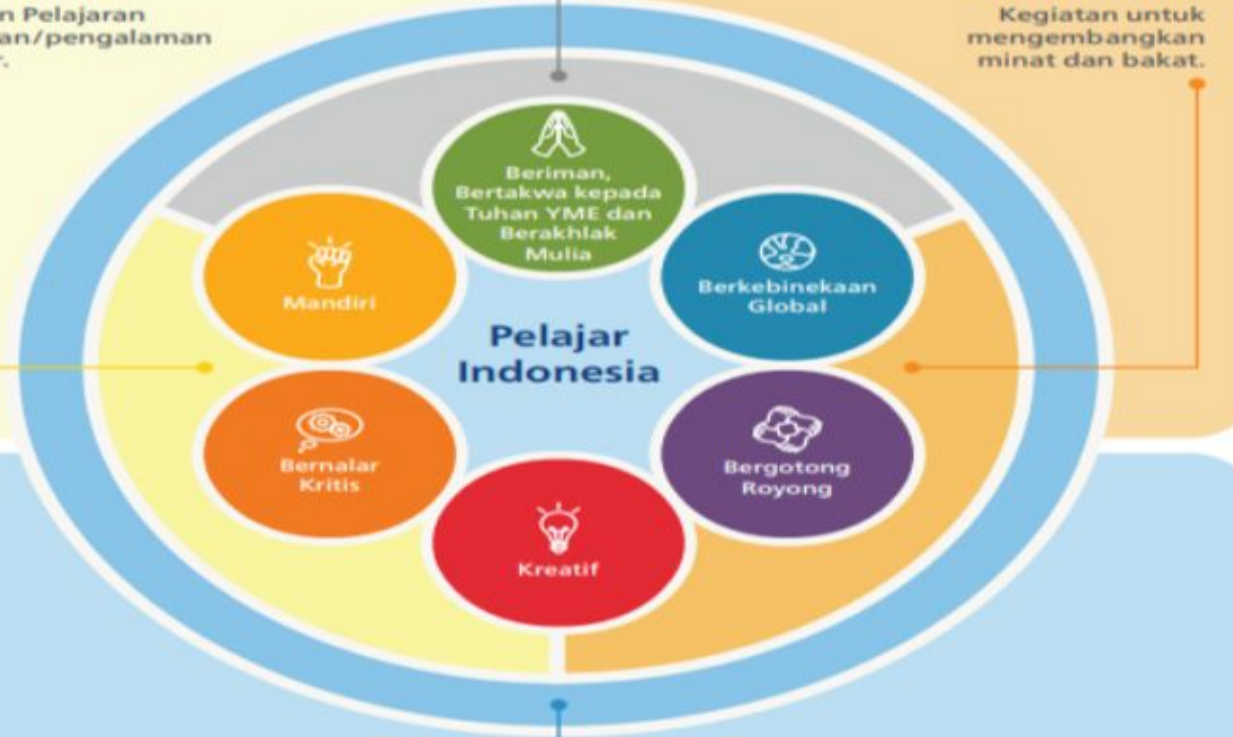 n Pelajaran
an/pengalaman
r.
Kegiatan untuk
mengembangkan
minat dan bakat.
Beriman,
Bertakwa kepada
Tuhan YME dan
Berakhlak
Mulia
Mandiri
Berkebinekaan
Global
Pelajar
Indonesia
Bernalar
Kritis
Bergotong
Royong
Kreatif